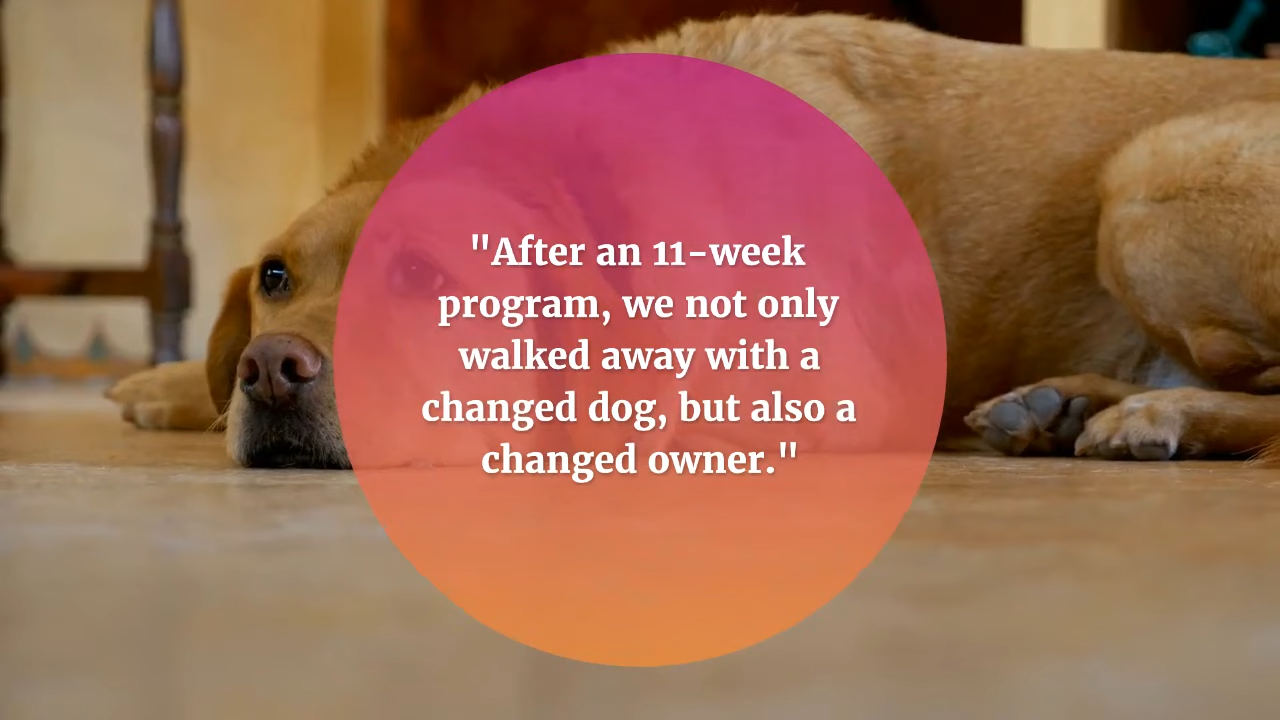 "After an 11-week
program, we not only
walked away with a
changed dog, but also a
changed owner."